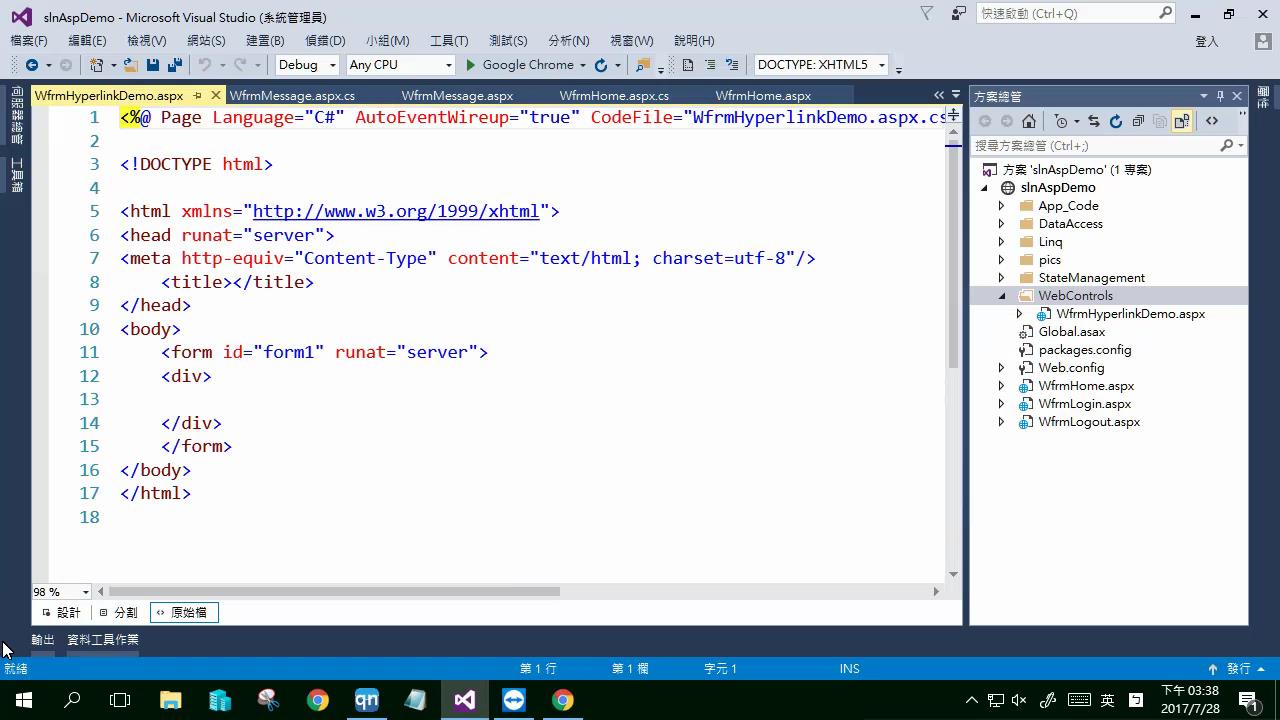 slnAspDemo - Microsoft Visual Studio (系統管理員)
快速啟動 (Ctrl+Q)
檔案(F) 編輯(E) 檢視(V) 網站(S) 建置(B) 偵錯(D) 小組(M) 工具(T) 測試(S) 分析(N) 視窗(W) 說明(H)
登入
Debug Any CPU Google Chrome DOCTYPE: XHTML5
WfrmHyperlinkDemo.aspx WfrmMessage.aspx.cs WfrmMessage.aspx WfrmHome.aspx.cs WfrmHome.aspx
伺服器總管
工具箱
1 <%@ Page Language="C#" AutoEventWireup="true" CodeFile="WfrmHyperlinkDemo.aspx.cs
2
3 <!DOCTYPE html>
4
5 <html xmlns="http://www.w3.org/1999/xhtml">
6 <head runat="server">
7 <meta http-equiv="Content-Type" content="text/html; charset=utf-8"/>
8 <title></title>
9 </head>
10 <body>
11 <form id="form1" runat="server">
12 <div>
13
14 </div>
15 </form>
16 </body>
17 </html>
18
98 %
設計 分割 原始檔
方案總管
搜尋方案總管 (Ctrl+;)
方案 'slnAspDemo' (1 專案)
slnAspDemo
App_Code
DataAccess
Linq
pics
StateManagement
WebControls
WfrmHyperlinkDemo.aspx
Global.asax
packages.config
Web.config
WfrmHome.aspx
WfrmLogin.aspx
WfrmLogout.aspx
輸出 資料工具作業
就緒 第 1 行 第 1 欄 字元 1 INS 發行
qn
英
下午 03:38
2017/7/28
1